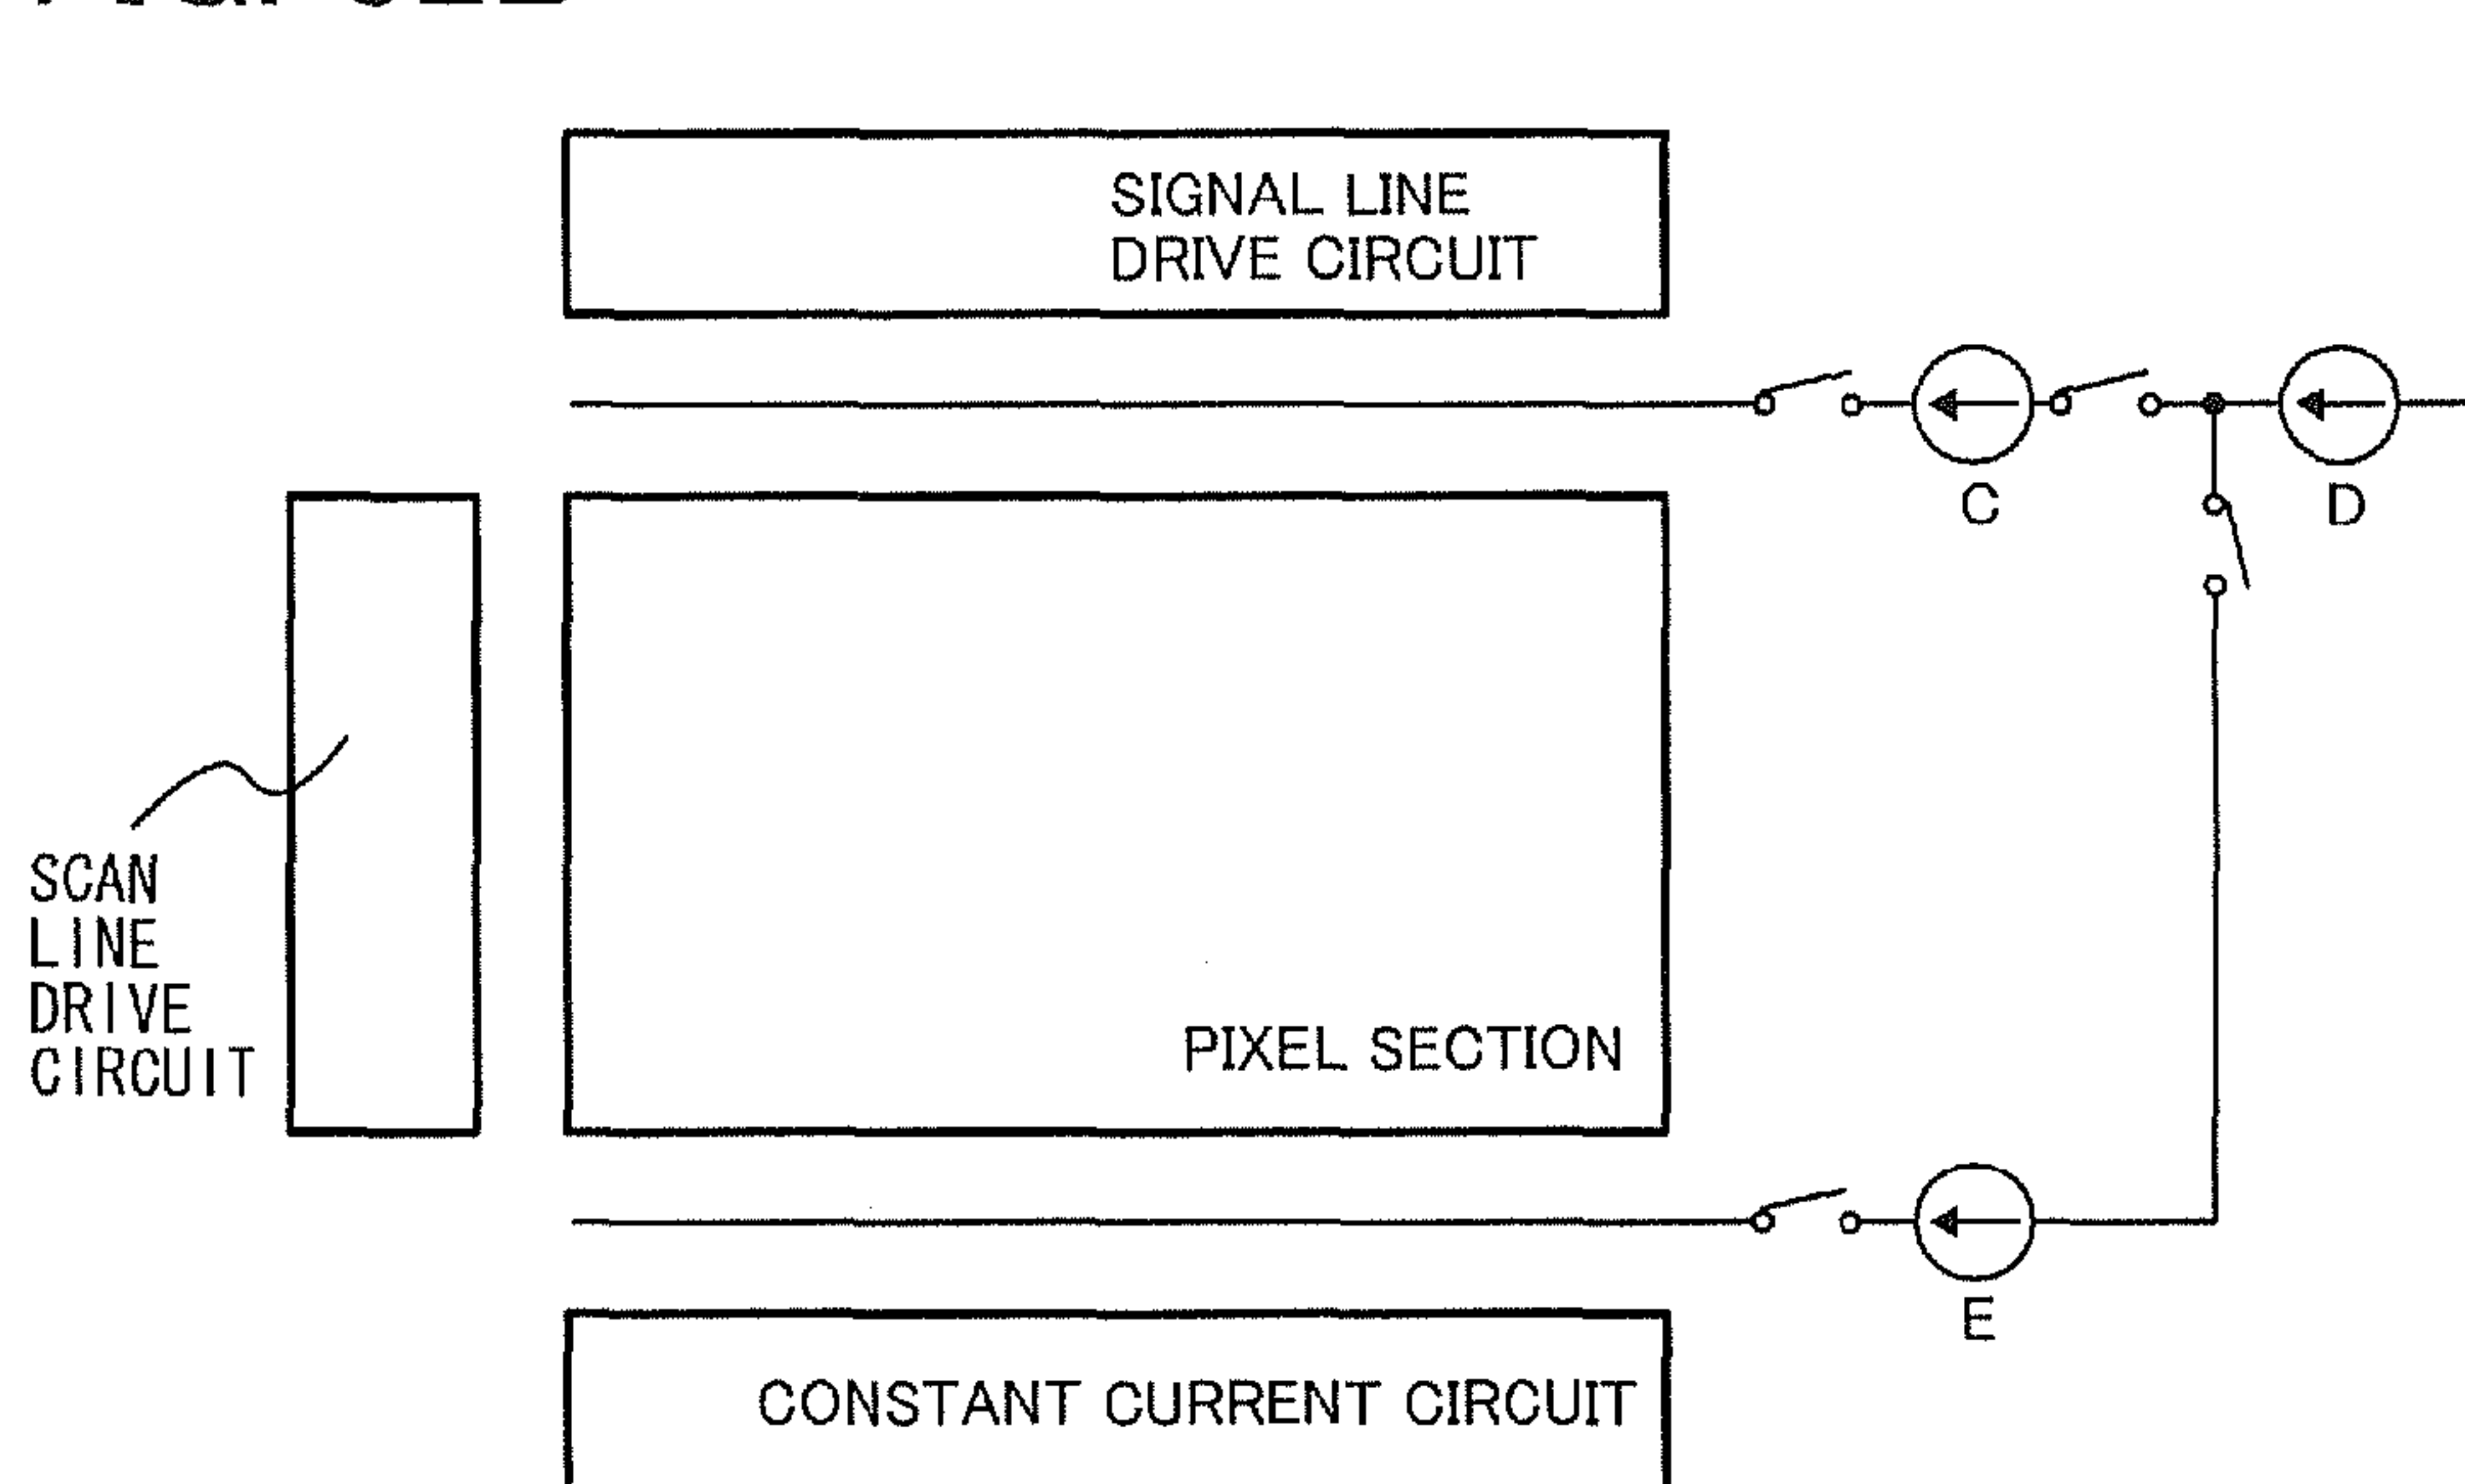 SIGNAL LINE
DRIVE CIRCUIT
C
D
SCAN
LINE
DRIVE
CIRCUIT
PIXEL SECTION
E
CONSTANT CURRENT CIRCUIT